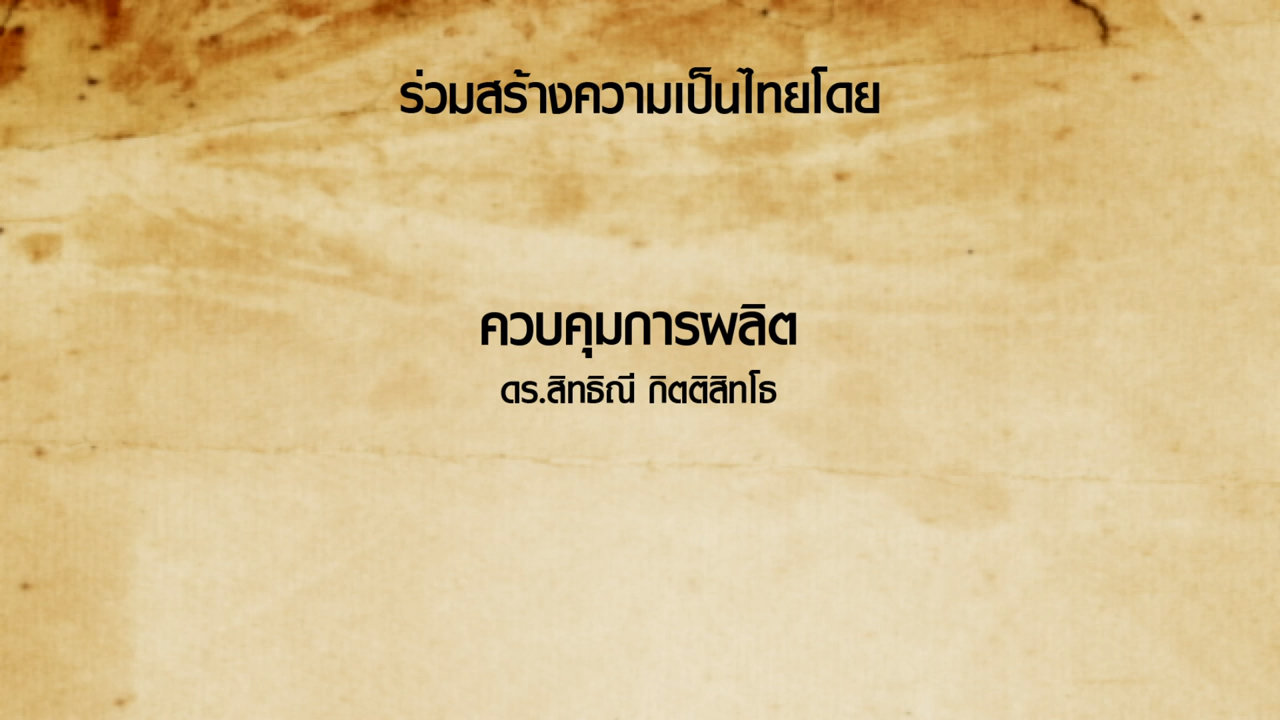 ร่วมสร้างความเป็นไทยโดย
ควบคุมการผลิต
ดร.สิทธิณี กิตติสิทโธ